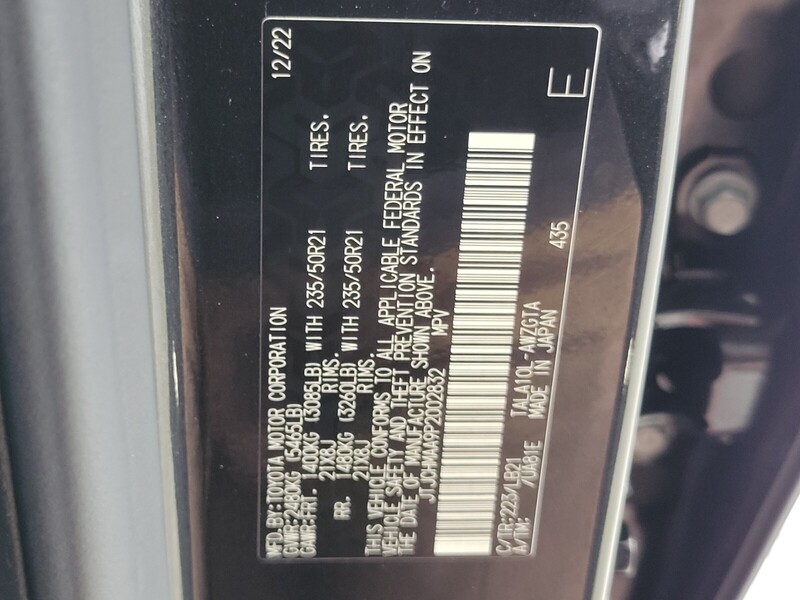 MFD.BY:TOYOTA MOTOR CORPORATION 12/22
GVWR:2480KG (5465LB)
GAWR:FRT. 1400KG (3085LB) WITH 235/50R21 TIRES.
21X8J RIMS.
RR. 1480KG (3260LB) WITH 235/50R21 TIRES.
21X8J RIMS.
THIS VEHICLE CONFORMS TO ALL APPLICABLE FEDERAL MOTOR
VEHICLE SAFETY AND THEFT PREVENTION STANDARDS IN EFFECT ON
THE DATE OF MANUFACTURE SHOWN ABOVE.
JTJCHMAA9P2002832 MPV
C/TR:223/LB21 TALA10L-AWZGTA 435
A/TM: /UA81E MADE IN JAPAN
E